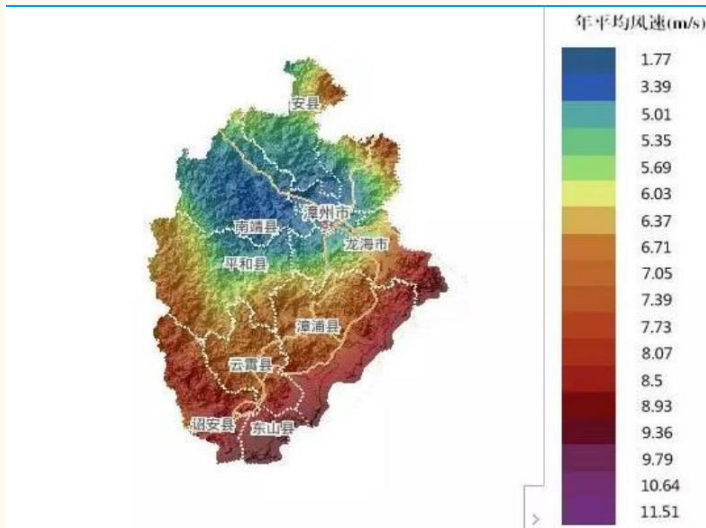 年平均风速(m/s)
1.77
3.39
5.01
5.35
5.69
6.03
6.37
6.71
7.05
7.39
7.73
8.07
8.5
8.93
9.36
9.79
10.64
11.51
安县
漳州市
南靖县
龙海市
平和县
漳浦县
云霄县
诏安县
东山县